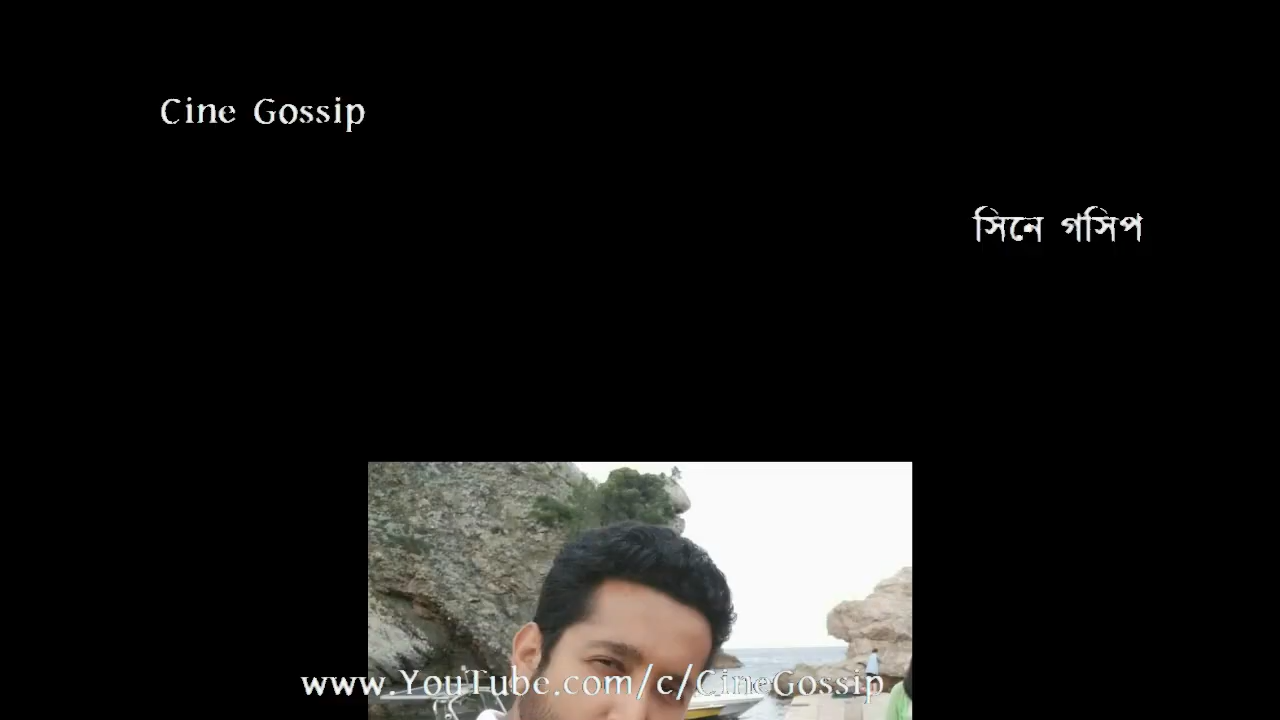 Cine Gossip
সিনে গসিপ
www.YouTube.com/c/CineGossip